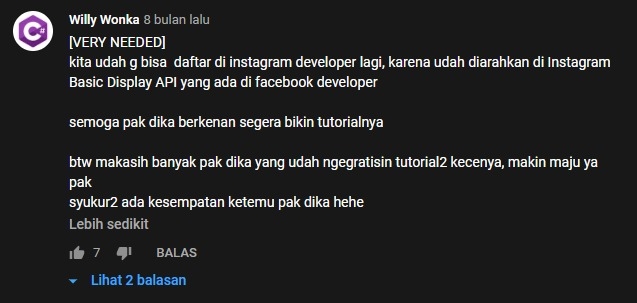 Willy Wonka 8 bulan lalu
[VERY NEEDED]
kita udah g bisa  daftar di instagram developer lagi, karena udah diarahkan di Instagram
Basic Display API yang ada di facebook developer
semoga pak dika berkenan segera bikin tutorialnya
btw makasih banyak pak dika yang udah ngegratisin tutorial2 kecenya, makin maju ya
pak
syukur2 ada kesempatan ketemu pak dika hehe
Lebih sedikit
7 BALAS
Lihat 2 balasan